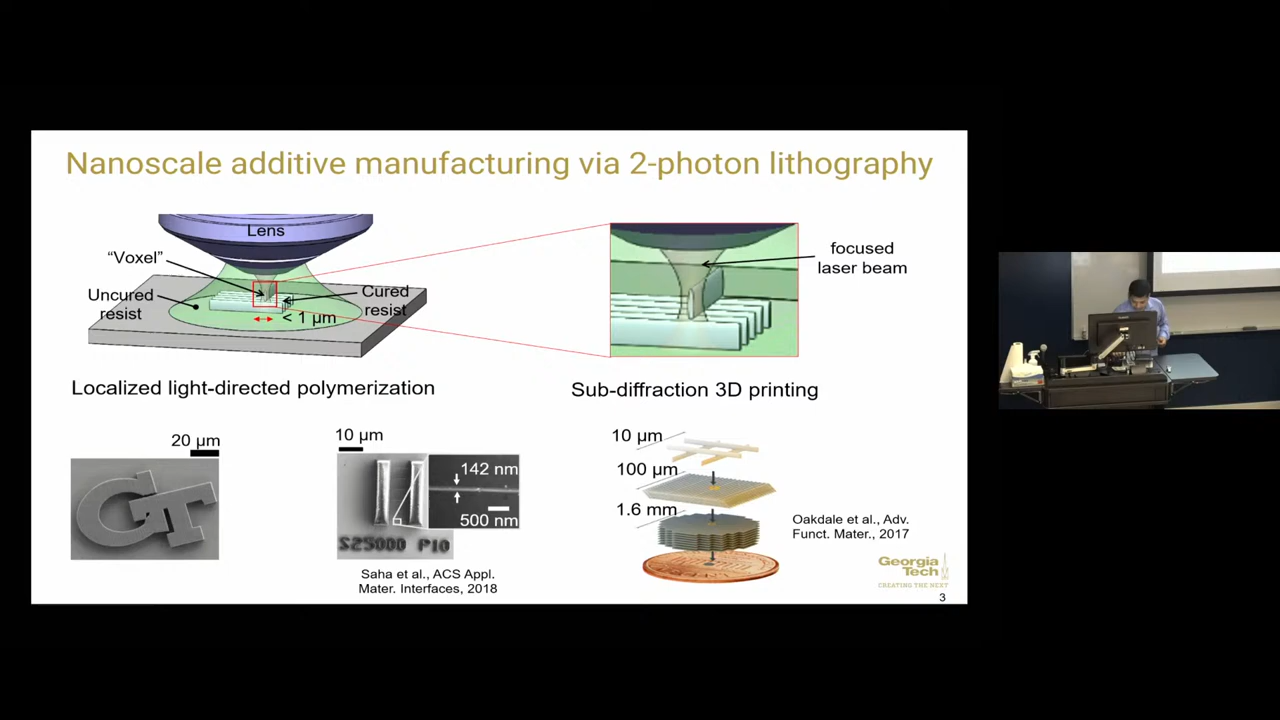 Nanoscale additive manufacturing via 2-photon lithography
Lens
“Voxel”
Uncured
resist
Cured
resist
< 1 µm
focused
laser beam
Localized light-directed polymerization
Sub-diffraction 3D printing
20 µm
GT
10 µm
142 nm
500 nm
S25000 P10
Saha et al., ACS Appl.
Mater. Interfaces, 2018
10 µm
100 µm
1.6 mm
Oakdale et al., Adv.
Funct. Mater., 2017
Georgia
Tech
CREATING THE NEXT
3